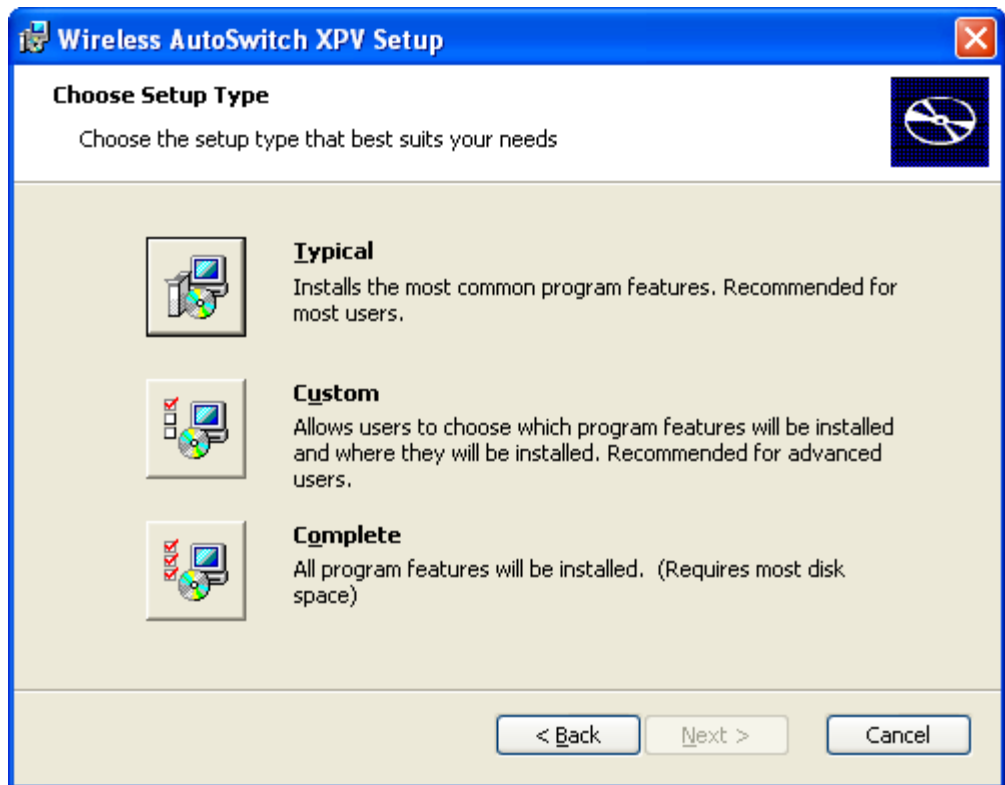 Wireless AutoSwitch XPV Setup
Choose Setup Type
Choose the setup type that best suits your needs
Typical
Installs the most common program features. Recommended for
most users.
Custom
Allows users to choose which program features will be installed
and where they will be installed. Recommended for advanced
users.
Complete
All program features will be installed.  (Requires most disk
space)
< Back
Next >
Cancel